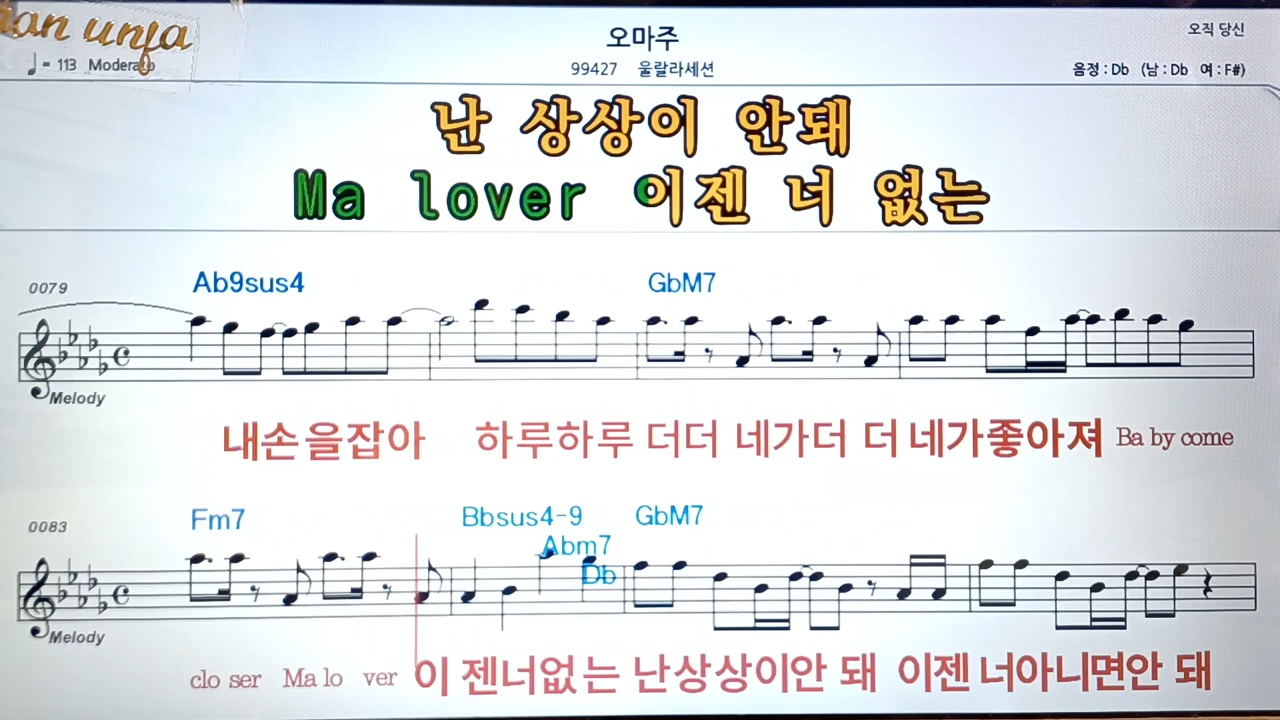 오마주
오직 당신
♩= 113 Moderato
99427 울랄라세션
음정 : Db (남 : Db 여 : F#)
난 상상이 안돼
Ma lover 이젠 너 없는
0079
Ab9sus4 GbM7
Melody
내손을잡아 하루하루 더더 네가더 더 네가좋아져 Ba by come
0083
Fm7 Bbsus4-9 GbM7
Abm7
Db
Melody
clo ser Ma lo ver 이 젠너없는 난상상이안 돼 이젠 너아니면안 돼